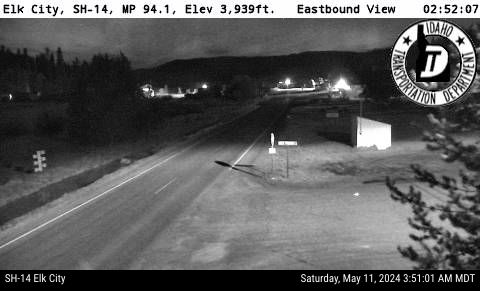 Elk City, SH-14, MP 94.1, Elev 3,939ft. Eastbound View 02:52:07
IDAHO
TRANSPORTATION DEPARTMENT
SH-14 Elk City Saturday, May 11, 2024 3:51:01 AM MDT